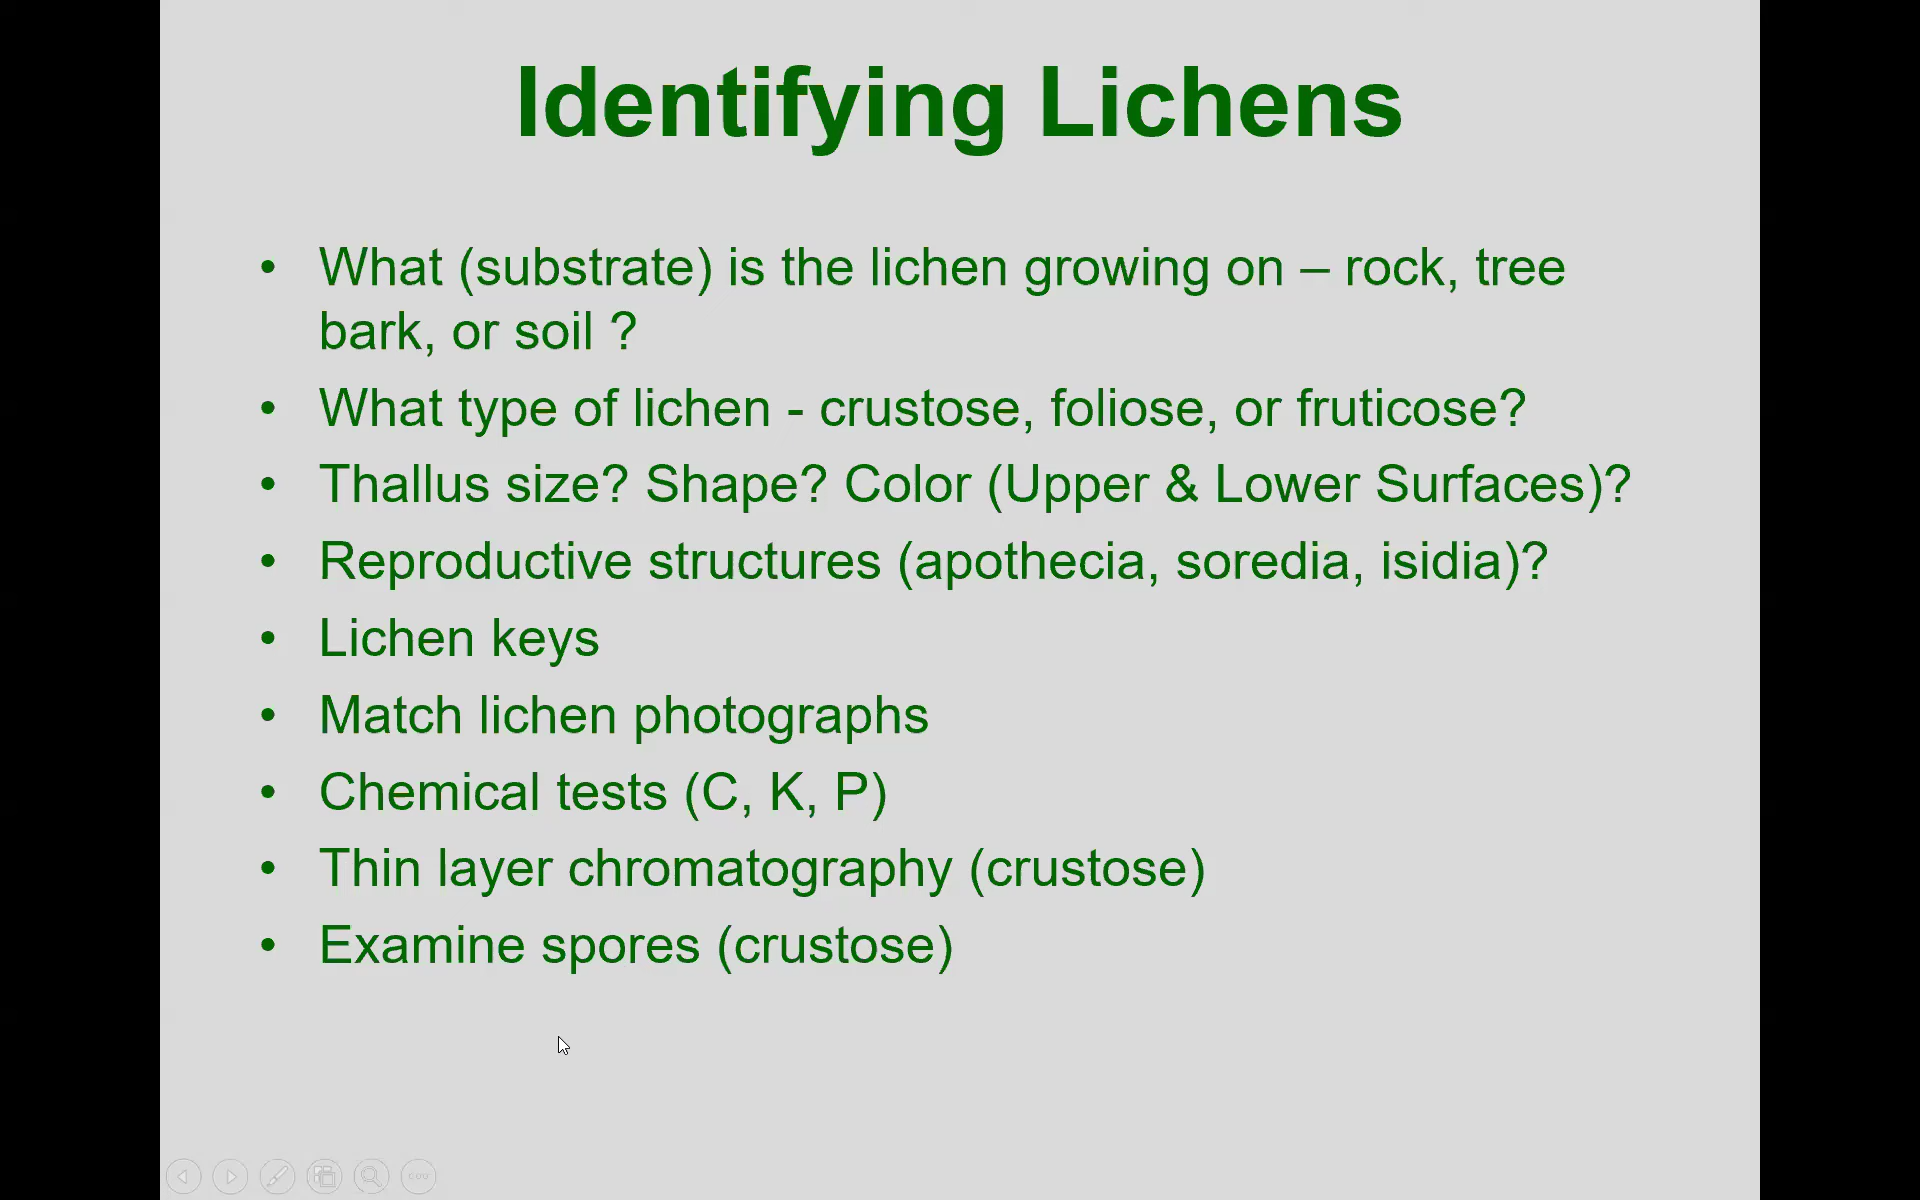 Identifying Lichens
• What (substrate) is the lichen growing on – rock, tree
bark, or soil ?
• What type of lichen - crustose, foliose, or fruticose?
• Thallus size? Shape? Color (Upper & Lower Surfaces)?
• Reproductive structures (apothecia, soredia, isidia)?
• Lichen keys
• Match lichen photographs
• Chemical tests (C, K, P)
• Thin layer chromatography (crustose)
• Examine spores (crustose)